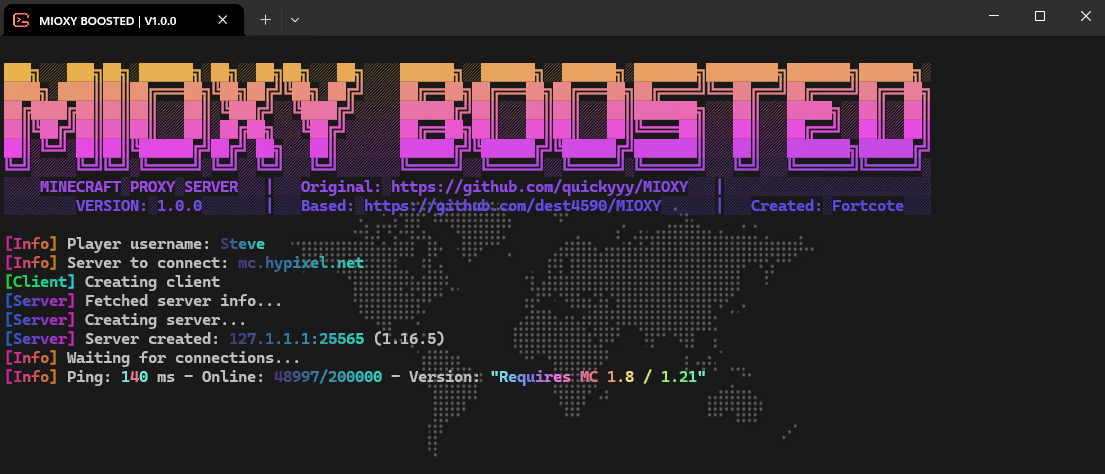 MIOXY BOOSTED | V1.0.0
MIOXY BOOSTED
MINECRAFT PROXY SERVER | Original: https://github.com/quickyyy/MIOXY |
VERSION: 1.0.0 | Based: https://github.com/dest4590/MIOXY | Created: Fortcote
[Info] Player username: Steve
[Info] Server to connect: mc.hypixel.net
[Client] Creating client
[Server] Fetched server info...
[Server] Creating server...
[Server] Server created: 127.1.1.1:25565 (1.16.5)
[Info] Waiting for connections...
[Info] Ping: 140 ms - Online: 48997/200000 - Version: "Requires MC 1.8 / 1.21"